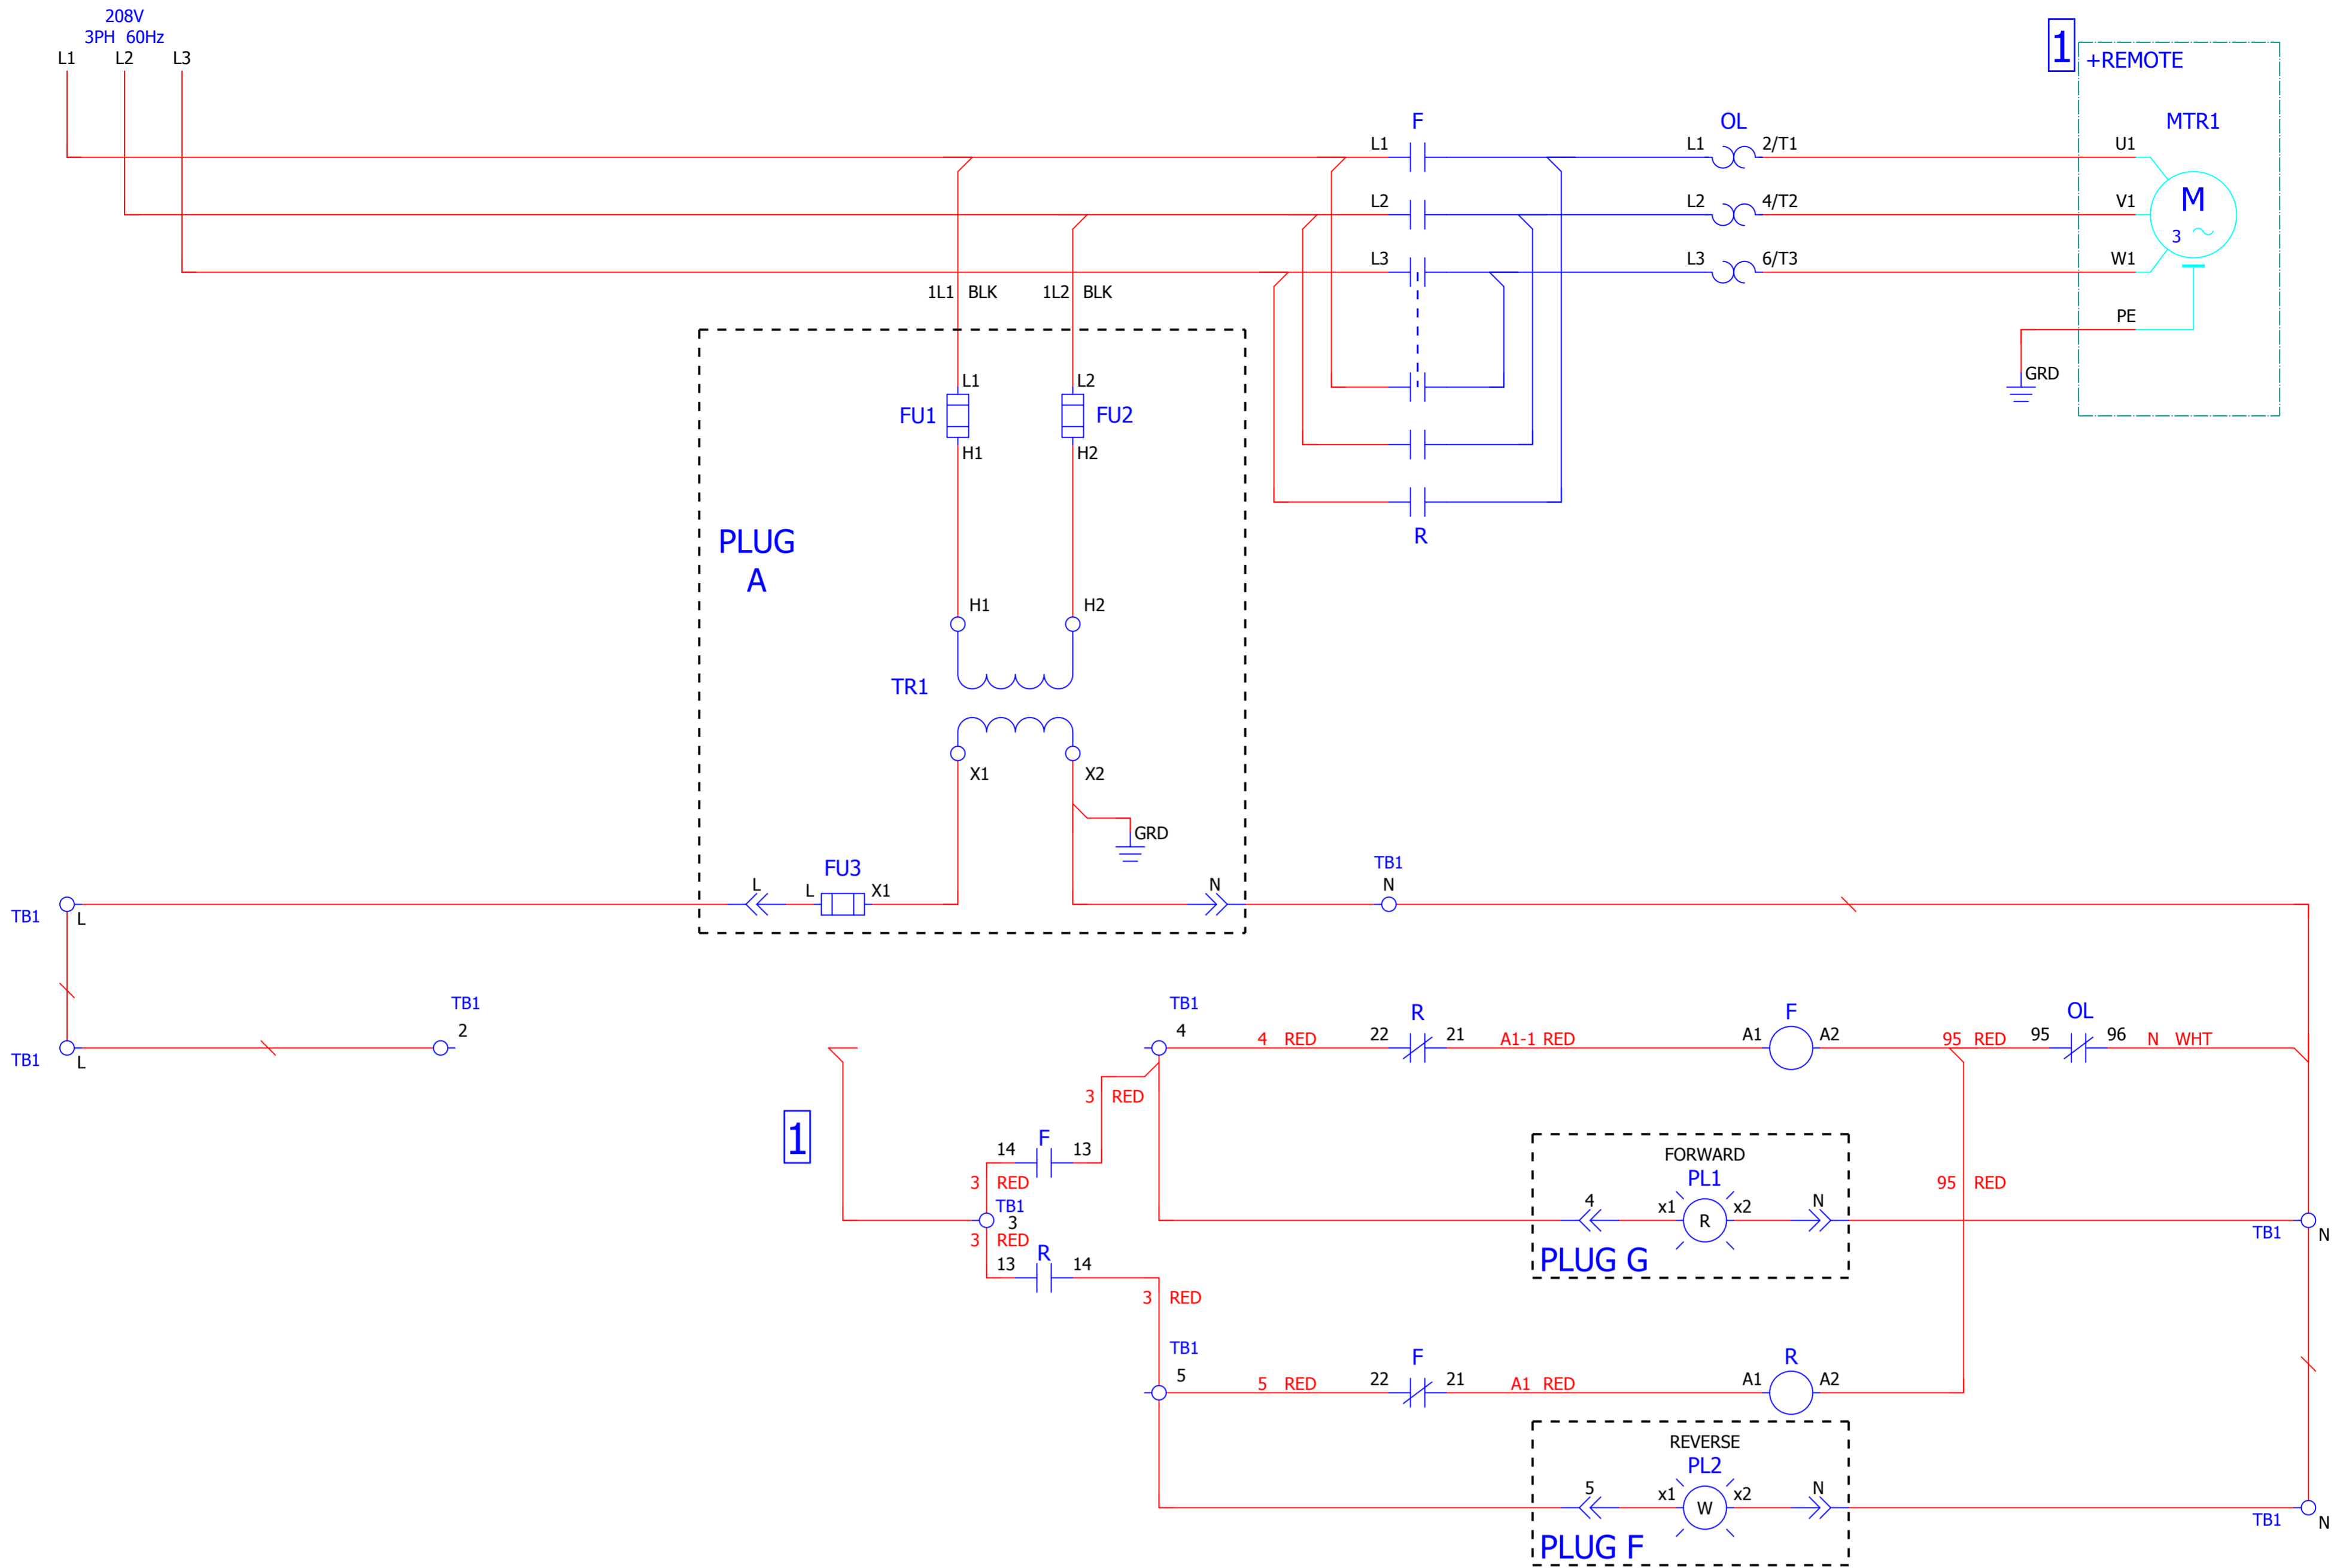 208V
3PH 60Hz
L1 L2 L3
1 +REMOTE
F OL MTR1
L1 L1 2/T1 U1
L2 L2 4/T2 V1
M
3
L3 L3 6/T3 W1
1L1 BLK 1L2 BLK
PE
GRD
L1 L2
FU1 FU2
H1 H2
R
PLUG
A
H1 H2
TR1
X1 X2
GRD
FU3
TB1
L L X1 N N
TB1 L
TB1
2
TB1
4
TB1 L
R F OL
4 RED 22 21 A1-1 RED A1 A2 95 RED 95 96 N WHT
3 RED
1
14 F 13
FORWARD
PL1
3 RED
95 RED
TB1
3
4 x1 R x2 N
TB1 N
3 RED
R
13 14
PLUG G
3 RED
TB1
5
F R
5 RED 22 21 A1 RED A1 A2
REVERSE
PL2
5 x1 W x2 N
TB1 N
PLUG F